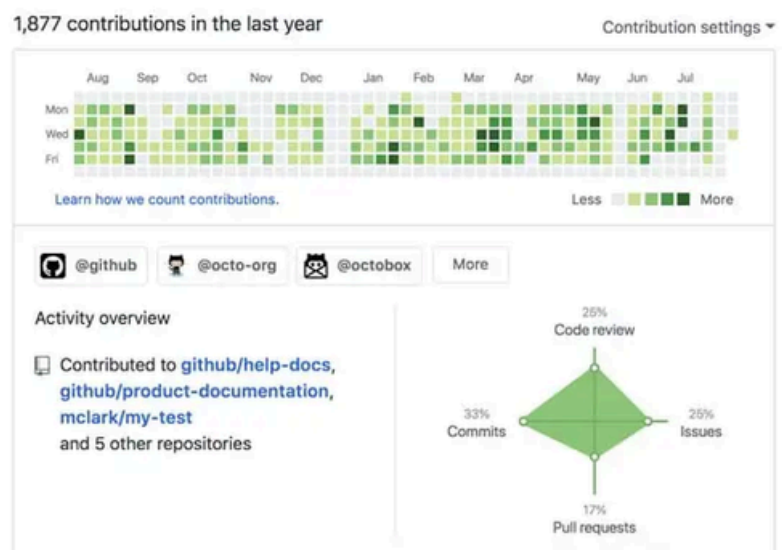 1,877 contributions in the last year
Contribution settings
Aug Sep Oct Nov Dec Jan Feb Mar Apr May Jun Jul
Mon
Wed
Fri
Learn how we count contributions.
Less More
@github @octo-org @octobox More
Activity overview
Contributed to github/help-docs,
github/product-documentation,
mclark/my-test
and 5 other repositories
25%
Code review
33%
Commits
25%
Issues
17%
Pull requests